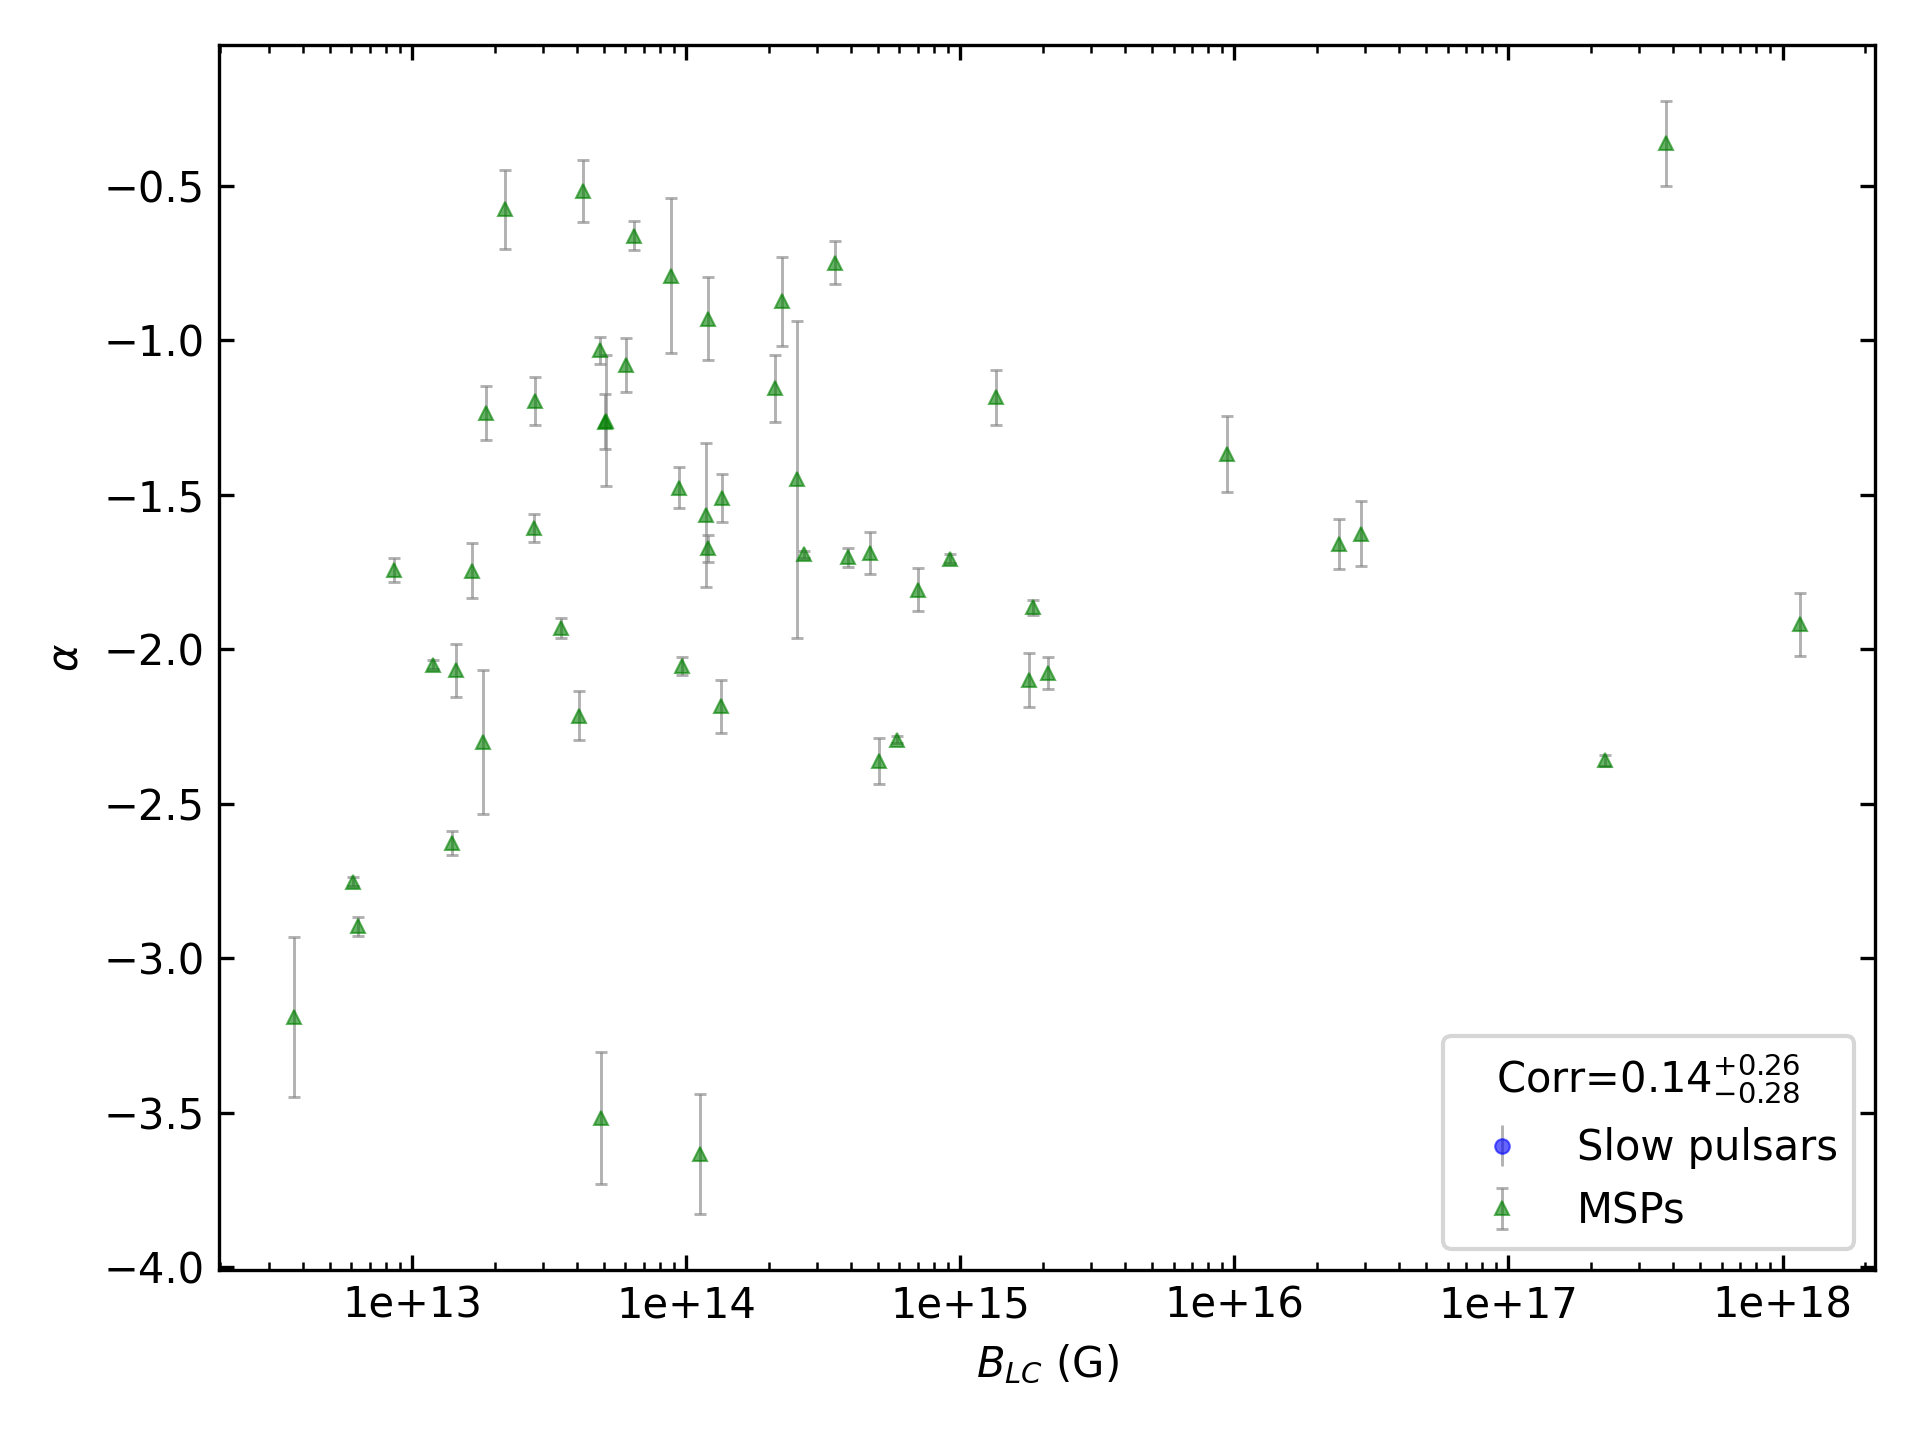 −0.5
−1.0
−1.5
−2.0
−2.5
−3.0
−3.5
−4.0
α
1e+13 1e+14 1e+15 1e+16 1e+17 1e+18
B_{LC} (G)
Corr=0.14^{+0.26}_{−0.28}
Slow pulsars
MSPs